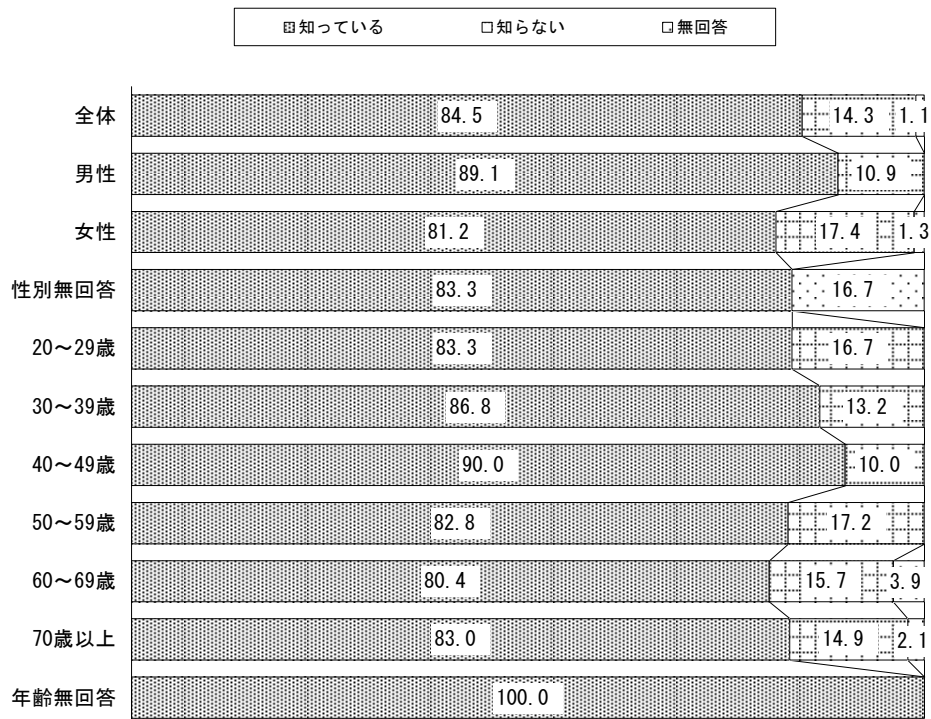 知っている 知らない 無回答
全体 84.5 14.3 1.1
男性 89.1 10.9
女性 81.2 17.4 1.3
性別無回答 83.3 16.7
20～29歳 83.3 16.7
30～39歳 86.8 13.2
40～49歳 90.0 10.0
50～59歳 82.8 17.2
60～69歳 80.4 15.7 3.9
70歳以上 83.0 14.9 2.1
年齢無回答 100.0